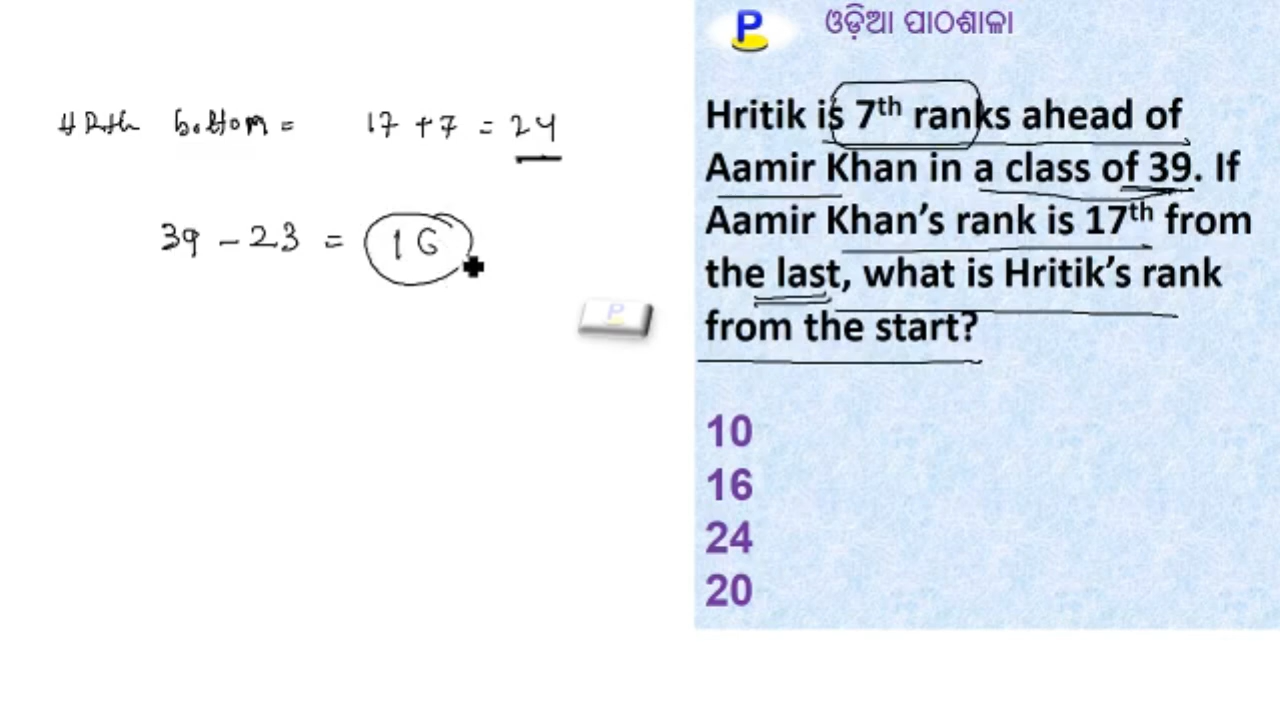 bottom = 17 + 7 = 24
39 - 23 = 16
P
P ଓଡ଼ିଆ ପାଠଶାଳା
Hritik is 7th ranks ahead of
Aamir Khan in a class of 39. If
Aamir Khan’s rank is 17th from
the last, what is Hritik’s rank
from the start?
10
16
24
20